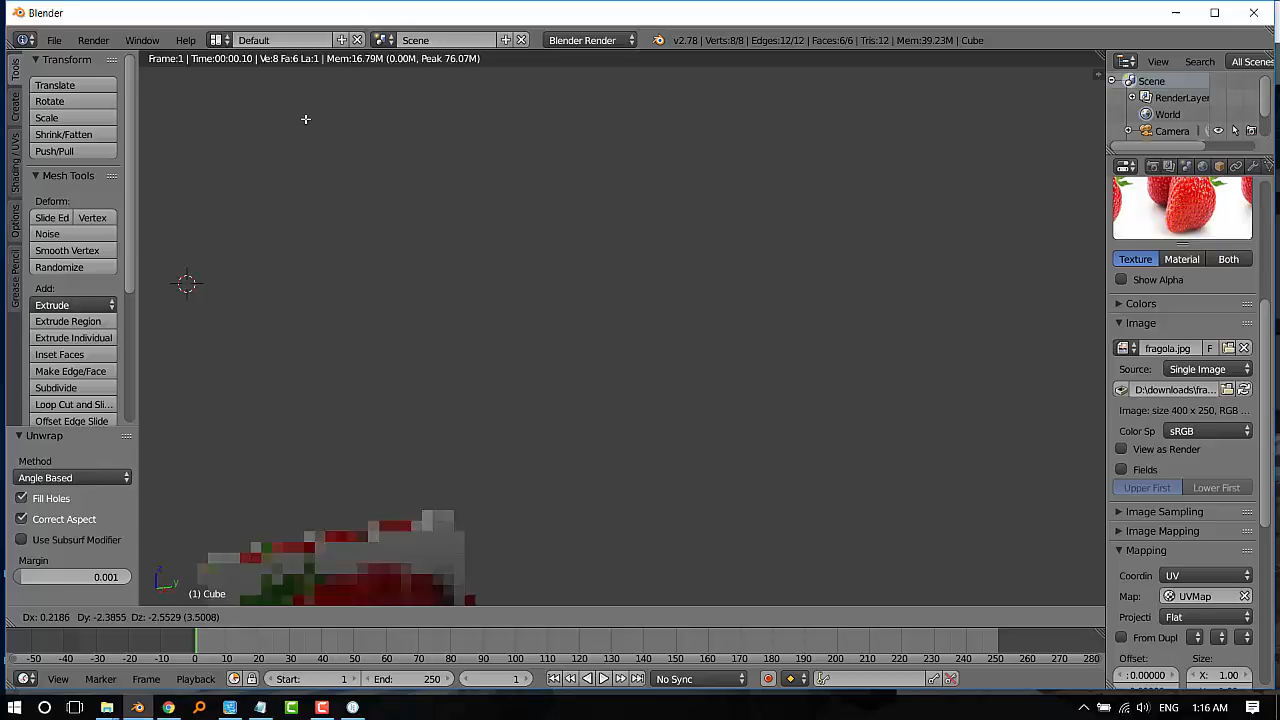 Blender
File Render Window Help Default Scene Blender Render v2.78 | Verts:8/8 | Edges:12/12 | Faces:6/6 | Tris:12 | Mem:39.23M | Cube View Search All Scenes
Frame:1 | Time:00:00.10 | Ve:8 Fa:6 La:1 | Mem:16.79M (0.00M, Peak 76.07M)
Tools
Create
Shading / UVs
Options
Grease Pencil
Transform
Translate
Rotate
Scale
Shrink/Fatten
Push/Pull
Mesh Tools
Deform:
Slide Ed Vertex
Noise
Smooth Vertex
Randomize
Add:
Extrude
Extrude Region
Extrude Individual
Inset Faces
Make Edge/Face
Subdivide
Loop Cut and Sli...
Offset Edge Slide
Unwrap
Method
Angle Based
Fill Holes
Correct Aspect
Use Subsurf Modifier
Margin
0.001
z
y
(1) Cube
Dx: 0.2186 Dy: -2.3855 Dz: -2.5529 (3.5008)
Scene
RenderLayer
World
Camera
Texture Material Both
Show Alpha
Colors
Image
fragola.jpg F
Source: Single Image
D:\downloads\fra...
Image: size 400 x 250, RGB ...
Color Sp sRGB
View as Render
Fields
Upper First Lower First
Image Sampling
Image Mapping
Mapping
Coordin UV
Map: UVMap
Projecti Flat
From Dupl
Offset: Size:
0.00000 X: 1.00
-50 -40 -30 -20 -10 0 10 20 30 40 50 60 70 80 90 100 110 120 130 140 150 160 170 180 190 200 210 220 230 240 250 260 270 280
View Marker Frame Playback Start: 1 End: 250 1 No Sync
ENG 1:16 AM